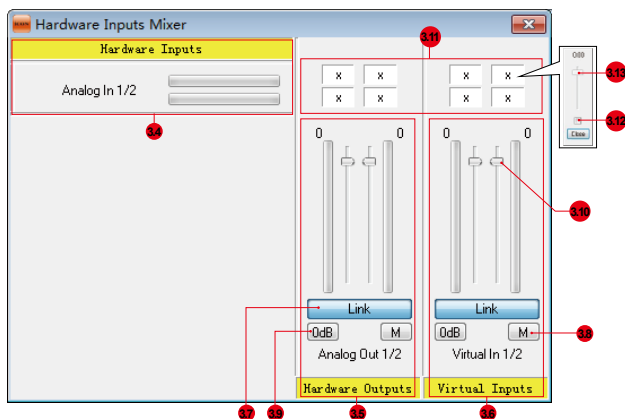 Hardware Inputs Mixer
Hardware Inputs
3.11
x x x x
0dB
3.13
Analog In 1/2
x x x x
3.12
Close
3.4
0 0 0 0
3.10
Link Link
3.7
0dB M 0dB M
3.8
Analog Out 1/2 Virtual In 1/2
Hardware Outputs Virtual Inputs
3.9 3.5 3.6